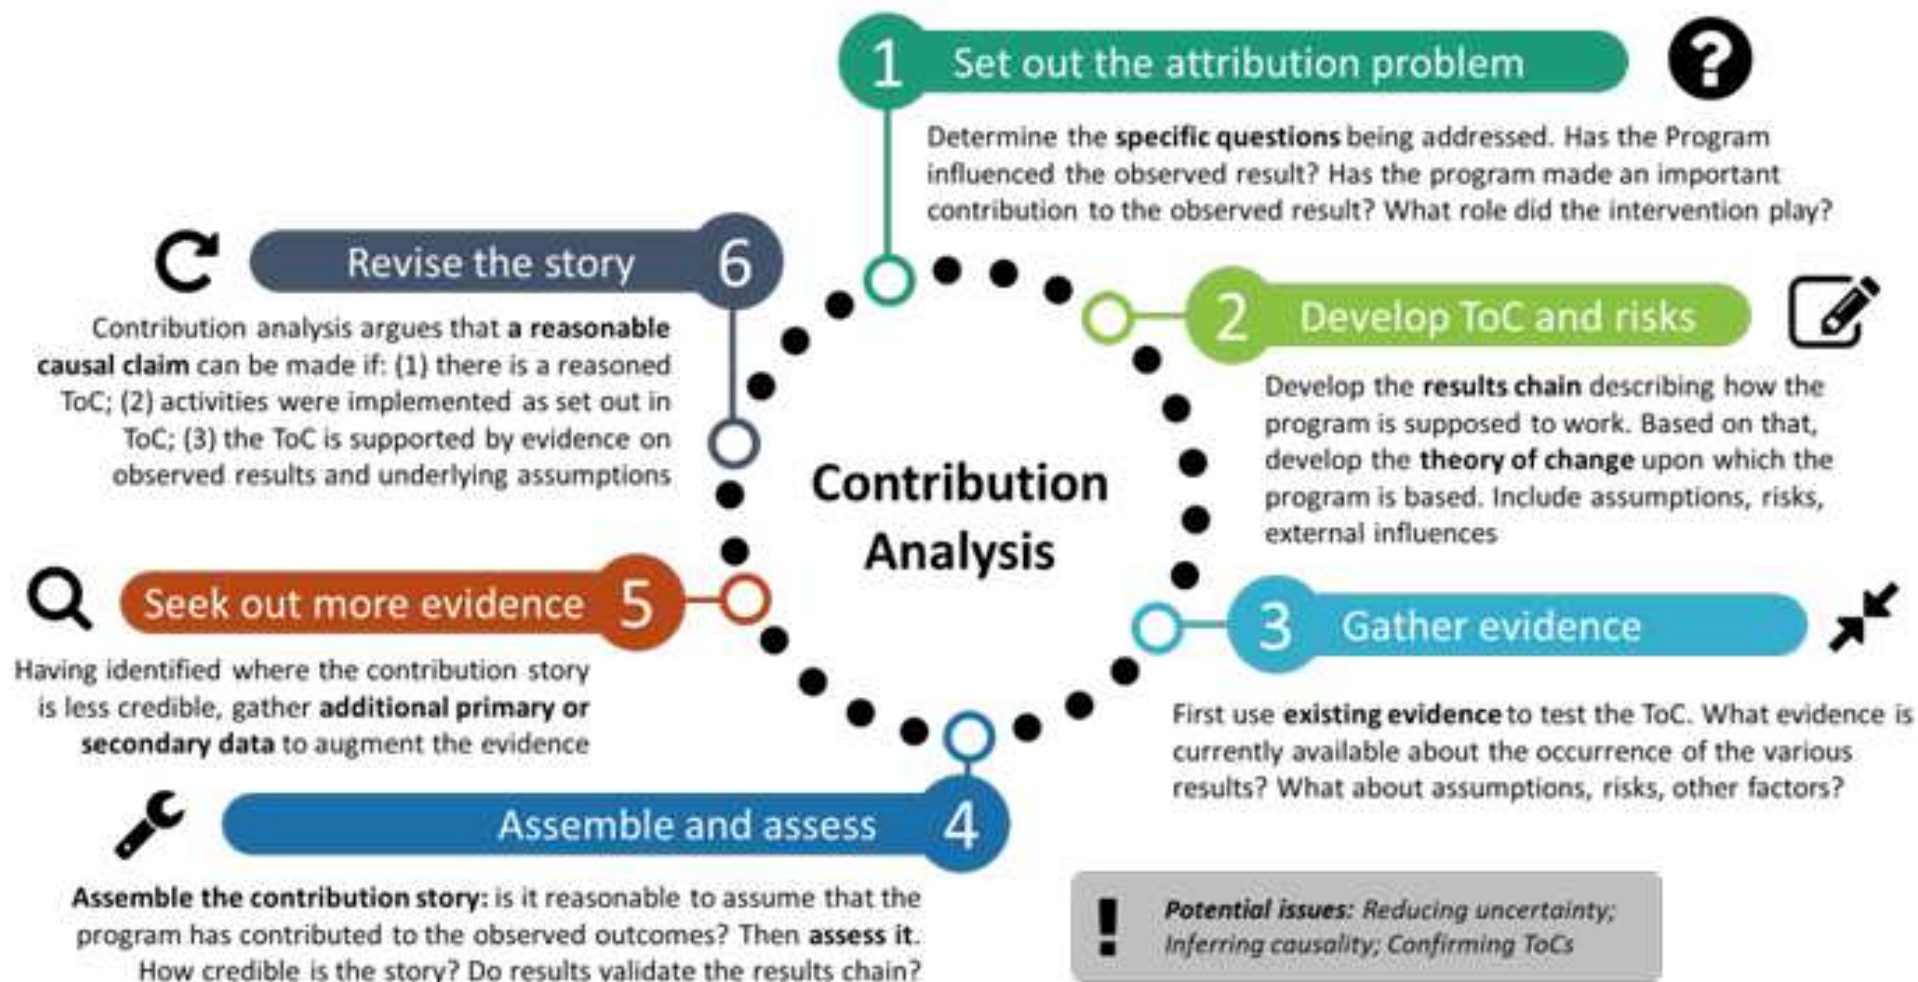 1 Set out the attribution problem
Determine the specific questions being addressed. Has the Program
influenced the observed result? Has the program made an important
contribution to the observed result? What role did the intervention play?
2 Develop ToC and risks
Develop the results chain describing how the
program is supposed to work. Based on that,
develop the theory of change upon which the
program is based. Include assumptions, risks,
external influences
3 Gather evidence
First use existing evidence to test the ToC. What evidence is
currently available about the occurrence of the various
results? What about assumptions, risks, other factors?
Assemble and assess 4
Assemble the contribution story: is it reasonable to assume that the
program has contributed to the observed outcomes? Then assess it.
How credible is the story? Do results validate the results chain?
Seek out more evidence 5
Having identified where the contribution story
is less credible, gather additional primary or
secondary data to augment the evidence
Revise the story 6
Contribution analysis argues that a reasonable
causal claim can be made if: (1) there is a reasoned
ToC; (2) activities were implemented as set out in
ToC; (3) the ToC is supported by evidence on
observed results and underlying assumptions
Contribution
Analysis
Potential issues: Reducing uncertainty;
Inferring causality; Confirming ToCs